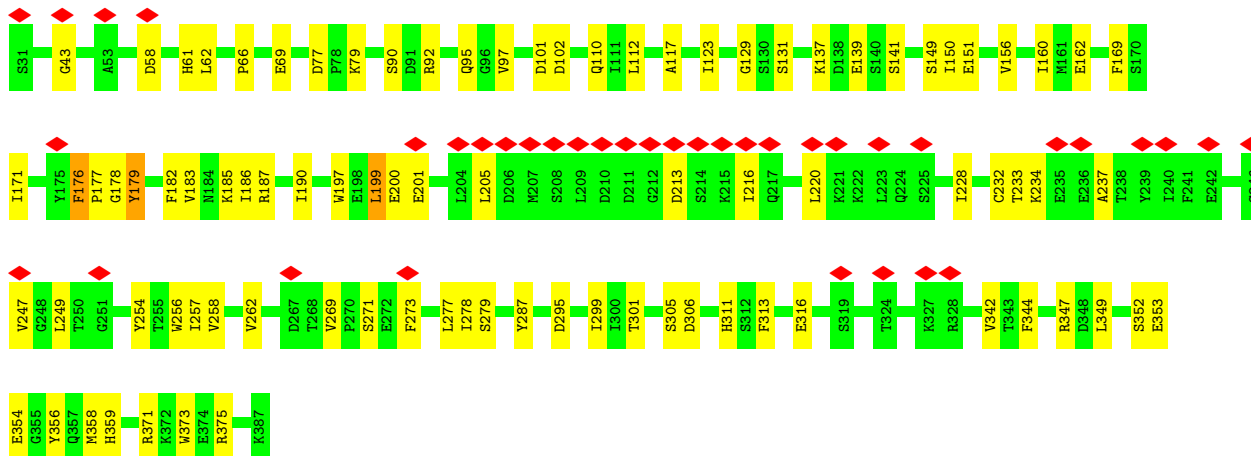 S31 G43 A53 D58 H61 L62 P66 E69 D77 P78 K79 S90 D91 R92 Q95 G96 V97 D101 D102 Q110 I111 L112 A117 I123 G129 S130 S131 K137 D138 E139 S140 S141 S149 I150 E151 V156 I160 M161 E162 F169 S170
I171 Y175 F176 P177 G178 Y179 F182 V183 N184 K185 I186 R187 I190 W197 E198 L199 E200 E201 L204 L205 D206 M207 S208 L209 D210 D211 G212 D213 S214 K215 I216 Q217 L220 K221 K222 L223 Q224 S225 I228 C232 T233 K234 E235 E236 A237 T238 Y239 I240 F241 E242
V247 G248 L249 T250 G251 Y254 T255 W256 I257 V258 V262 D267 T268 V269 P270 S271 E272 F273 L277 I278 S279 Y287 D295 I299 I300 T301 S305 D306 H311 S312 F313 E316 S319 T324 K327 R328 V342 T343 F344 R347 D348 L349 S352 E353
E354 G355 Y356 Q357 M358 H359 R371 K372 W373 E374 R375 K387